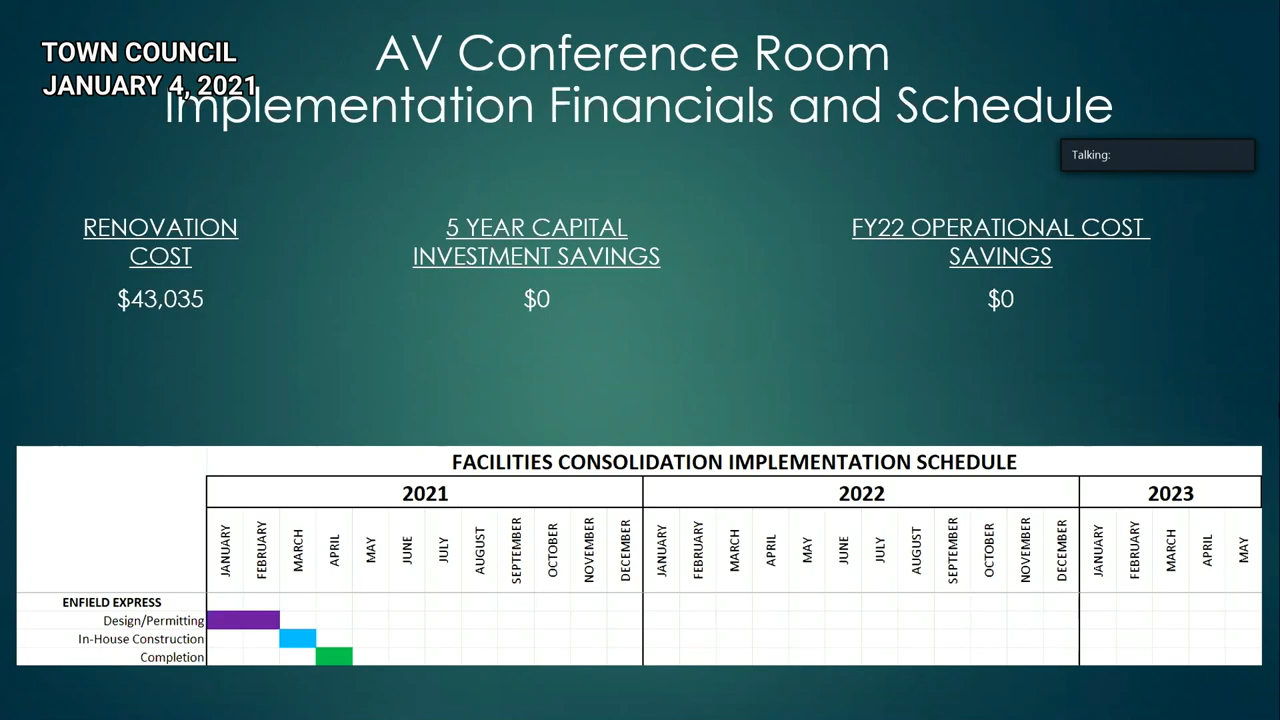 TOWN COUNCIL
JANUARY 4, 2021
AV Conference Room
Implementation Financials and Schedule
Talking:
RENOVATION
COST
$43,035
5 YEAR CAPITAL
INVESTMENT SAVINGS
$0
FY22 OPERATIONAL COST
SAVINGS
$0
FACILITIES CONSOLIDATION IMPLEMENTATION SCHEDULE
2021 2022 2023
JANUARY FEBRUARY MARCH APRIL MAY JUNE JULY AUGUST SEPTEMBER OCTOBER NOVEMBER DECEMBER JANUARY FEBRUARY MARCH APRIL MAY JUNE JULY AUGUST SEPTEMBER OCTOBER NOVEMBER DECEMBER JANUARY FEBRUARY MARCH APRIL MAY
ENFIELD EXPRESS
Design/Permitting
In-House Construction
Completion